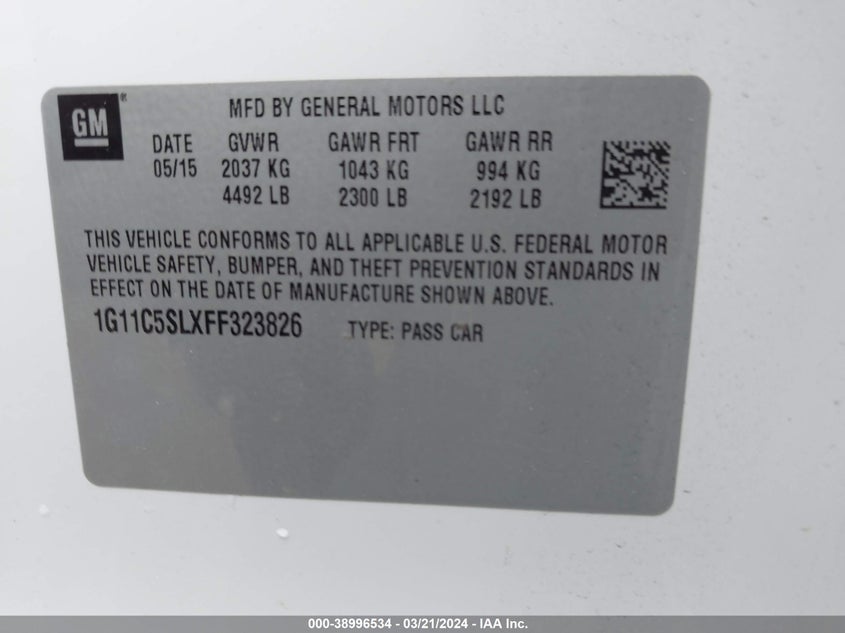 GM®
MFD BY GENERAL MOTORS LLC
DATE GVWR GAWR FRT GAWR RR
05/15 2037 KG 1043 KG 994 KG
4492 LB 2300 LB 2192 LB
THIS VEHICLE CONFORMS TO ALL APPLICABLE U.S. FEDERAL MOTOR
VEHICLE SAFETY, BUMPER, AND THEFT PREVENTION STANDARDS IN
EFFECT ON THE DATE OF MANUFACTURE SHOWN ABOVE.
1G11C5SLXFF323826 TYPE: PASS CAR
000-38996534 - 03/21/2024 - IAA Inc.